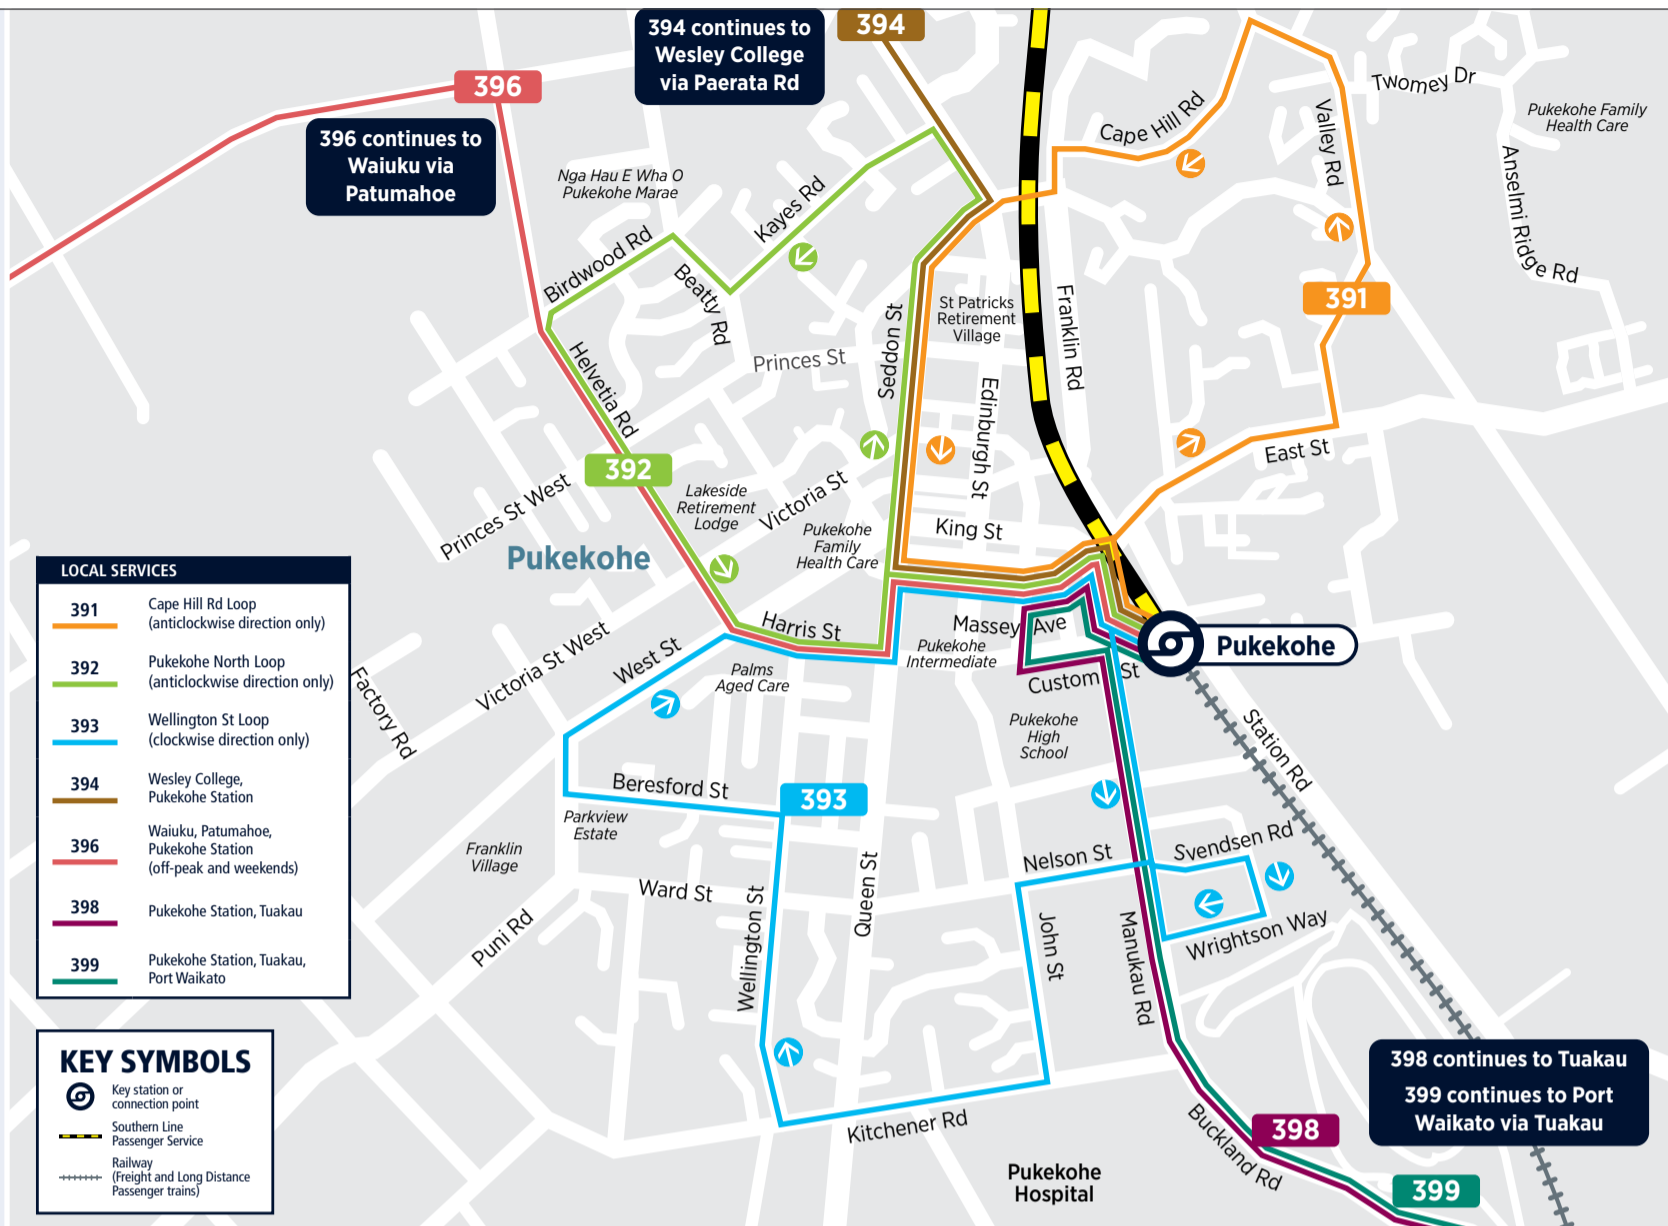 394 continues to
Wesley College
via Paerata Rd
394
396
396 continues to
Waiuku via
Patumahoe
Nga Hau E Wha O
Pukekohe Marae
Kayes Rd
Birdwood Rd
Beatty Rd
Cape Hill Rd
Valley Rd
Twomey Dr
Pukekohe Family
Health Care
Anselmi Ridge Rd
391
Helvetia Rd
Princes St
Seddon St
St Patricks
Retirement
Village
Franklin Rd
Edinburgh St
East St
392
Princes St West
Lakeside
Retirement
Lodge
Victoria St
Pukekohe
Family
Health Care
King St
Pukekohe
Harris St
Massey Ave
Pukekohe
Intermediate
Custom St
Pukekohe
West St
Victoria St West
Factory Rd
Palms
Aged Care
Pukekohe
High
School
Station Rd
Beresford St
393
Parkview
Estate
Franklin
Village
Ward St
Puni Rd
Wellington St
Queen St
Nelson St
Svendsen Rd
Wrightson Way
John St
Manukau Rd
Kitchener Rd
Pukekohe
Hospital
Buckland Rd
398
399
398 continues to Tuakau
399 continues to Port
Waikato via Tuakau
LOCAL SERVICES
391 Cape Hill Rd Loop
(anticlockwise direction only)
392 Pukekohe North Loop
(anticlockwise direction only)
393 Wellington St Loop
(clockwise direction only)
394 Wesley College,
Pukekohe Station
396 Waiuku, Patumahoe,
Pukekohe Station
(off-peak and weekends)
398 Pukekohe Station, Tuakau
399 Pukekohe Station, Tuakau,
Port Waikato
KEY SYMBOLS
Key station or
connection point
Southern Line
Passenger Service
Railway
(Freight and Long Distance
Passenger trains)